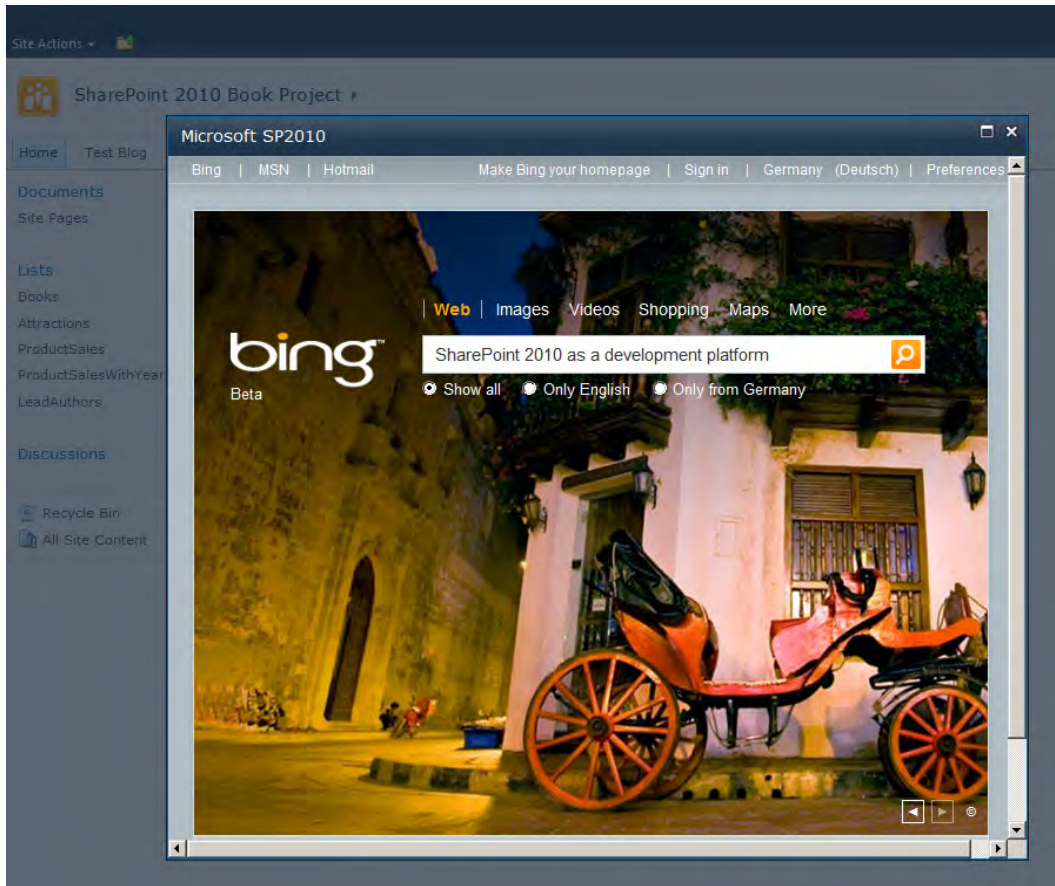 Site Actions
SharePoint 2010 Book Project
Home Test Blog
Documents
Site Pages
Lists
Books
Attractions
ProductSales
ProductSalesWithYear
LeadAuthors
Discussions
Recycle Bin
All Site Content
Microsoft SP2010
Bing | MSN | Hotmail Make Bing your homepage | Sign in | Germany (Deutsch) | Preferences
Web | Images Videos Shopping Maps More
bing™
Beta
SharePoint 2010 as a development platform
Show all Only English Only from Germany
©